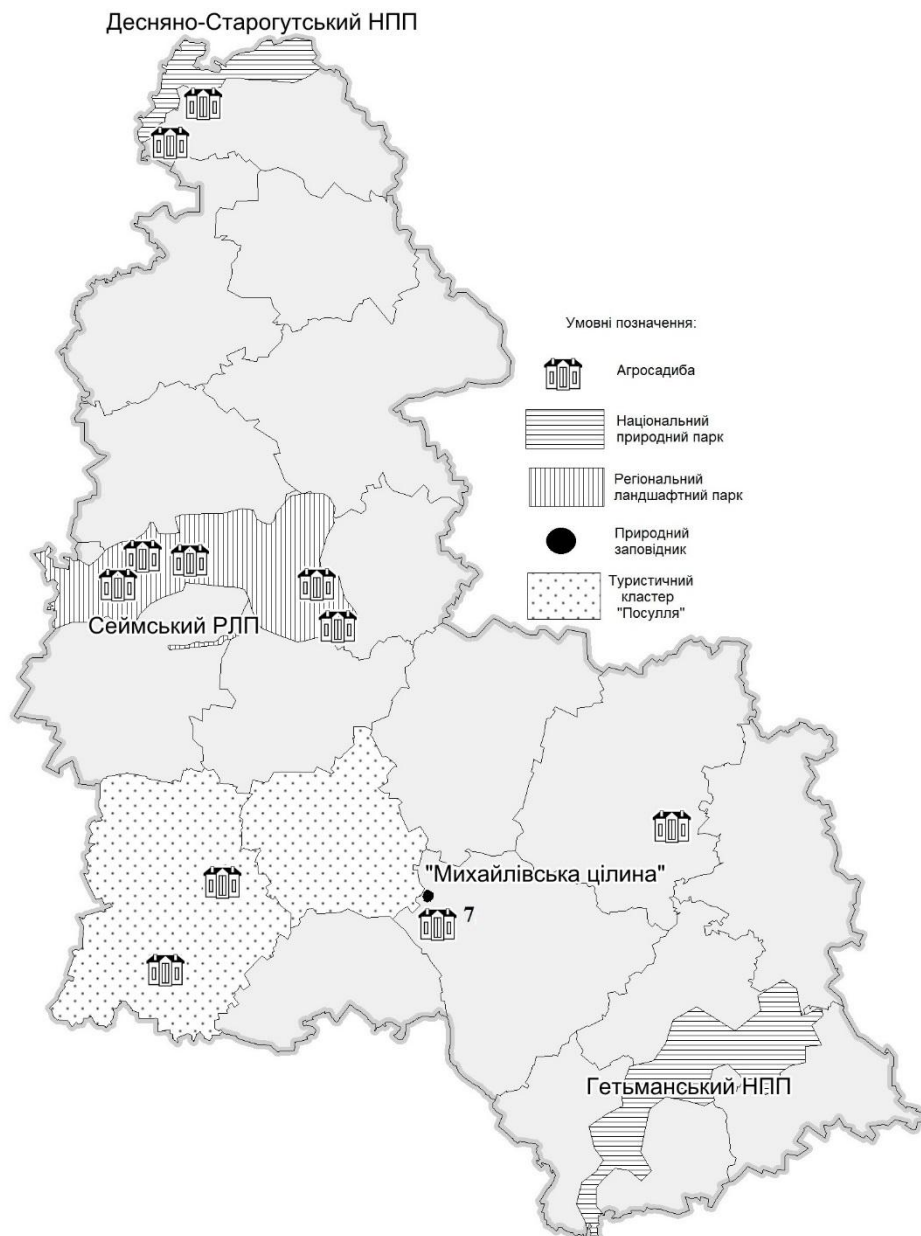 Десняно-Старогутський НПП
Умовні позначення:
Агросадиба
Національний
природний парк
Регіональний
ландшафтний парк
Природний
заповідник
Туристичний
кластер
"Посулля"
Сеймський РЛП
"Михайлівська цілина"
7
Гетьманський НПП